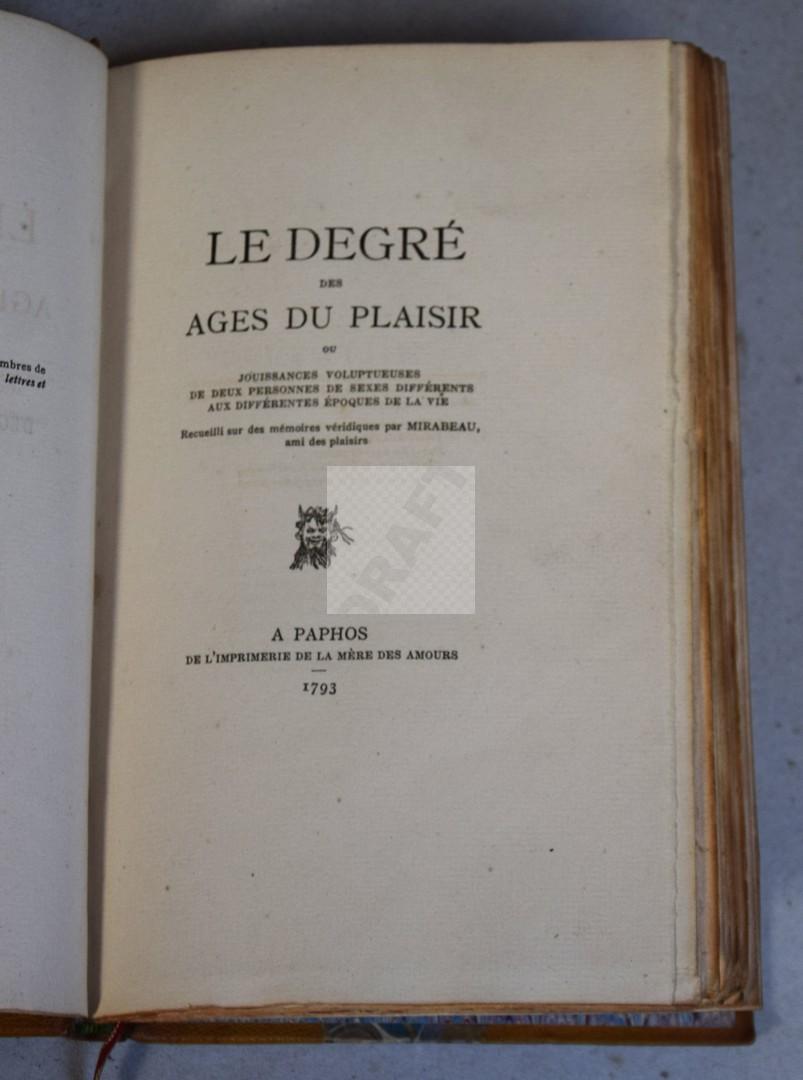 mbres de
lettres et
LE DEGRÉ
DES
AGES DU PLAISIR
OU
JOUISSANCES VOLUPTUEUSES
DE DEUX PERSONNES DE SEXES DIFFÉRENTS
AUX DIFFÉRENTES ÉPOQUES DE LA VIE
Recueilli sur des mémoires véridiques par MIRABEAU,
ami des plaisirs
DRAFT
A PAPHOS
DE L'IMPRIMERIE DE LA MÈRE DES AMOURS
1793